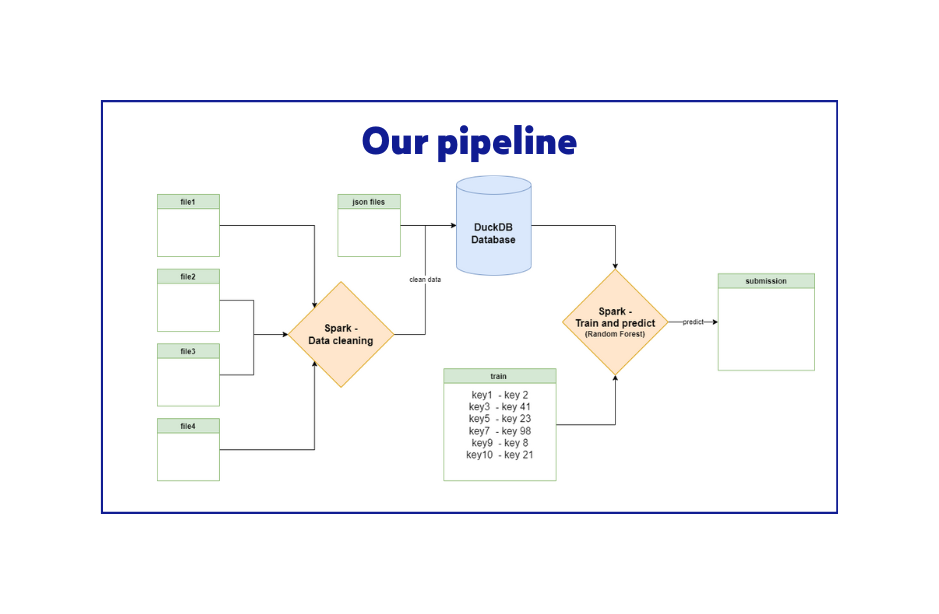 Our pipeline
file1
json files
DuckDB
Database
file2
clean data
submission
Spark -
Data cleaning
Spark -
Train and predict
(Random Forest)
predict
file3
train
key1 - key 2
key3 - key 41
key5 - key 23
key7 - key 98
key9 - key 8
key10 - key 21
file4